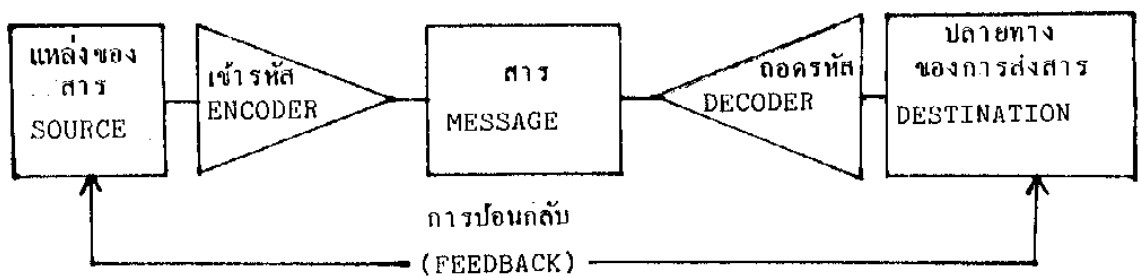 แหล่งของ
สาร
SOURCE
เข้ารหัส
ENCODER
สาร
MESSAGE
ถอดรหัส
DECODER
ปลายทาง
ของการส่งสาร
DESTINATION
การป้อนกลับ
(FEEDBACK)